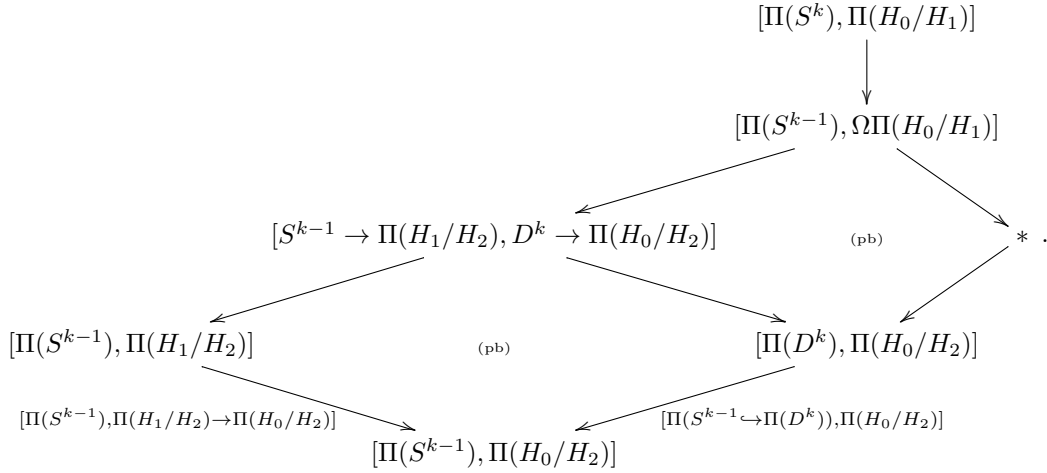 [Π(S^k), Π(H_0/H_1)]
[Π(S^{k−1}), ΩΠ(H_0/H_1)]
[S^{k−1} → Π(H_1/H_2), D^k → Π(H_0/H_2)] (pb) * .
[Π(S^{k−1}), Π(H_1/H_2)] (pb) [Π(D^k), Π(H_0/H_2)]
[Π(S^{k−1}),Π(H_1/H_2)→Π(H_0/H_2)] [Π(S^{k−1}↪Π(D^k)),Π(H_0/H_2)]
[Π(S^{k−1}), Π(H_0/H_2)]